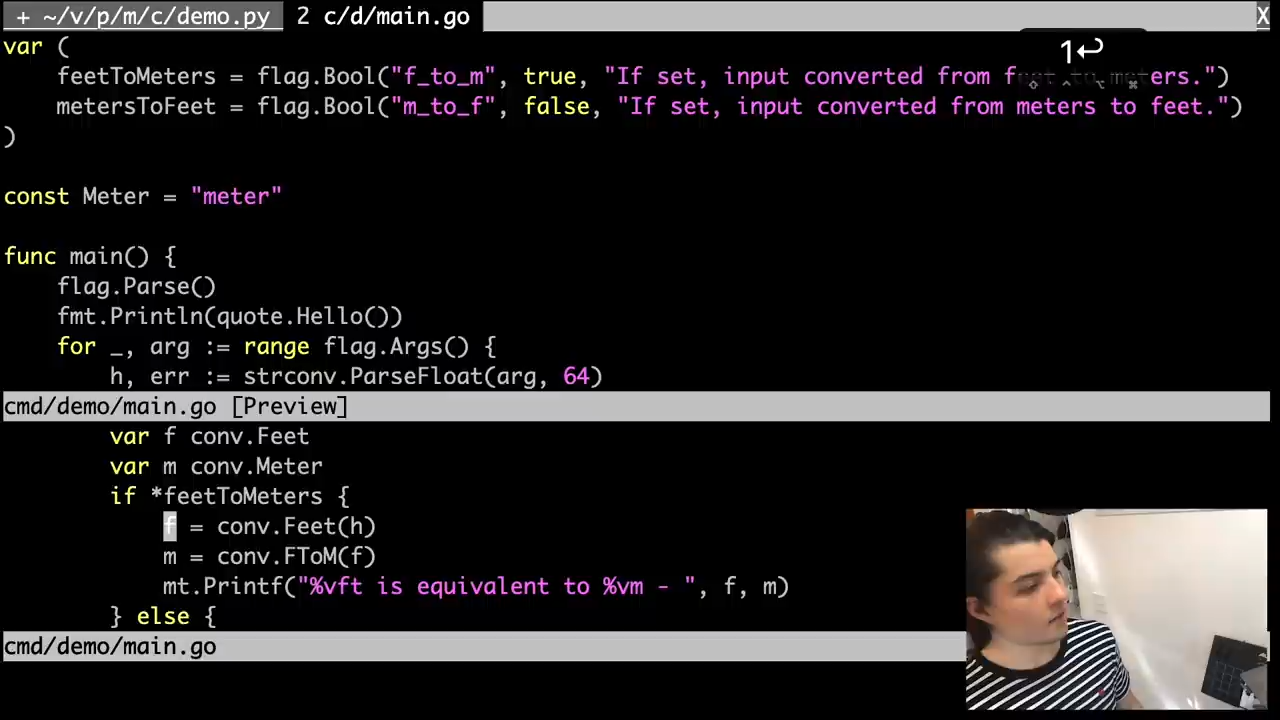 + ~/v/p/m/c/demo.py 2 c/d/main.go X
var (
1↩
feetToMeters = flag.Bool("f_to_m", true, "If set, input converted from feet to meters.")
metersToFeet = flag.Bool("m_to_f", false, "If set, input converted from meters to feet.")
)
const Meter = "meter"
func main() {
flag.Parse()
fmt.Println(quote.Hello())
for _, arg := range flag.Args() {
h, err := strconv.ParseFloat(arg, 64)
cmd/demo/main.go [Preview]
var f conv.Feet
var m conv.Meter
if *feetToMeters {
f = conv.Feet(h)
m = conv.FToM(f)
mt.Printf("%vft is equivalent to %vm - ", f, m)
} else {
cmd/demo/main.go